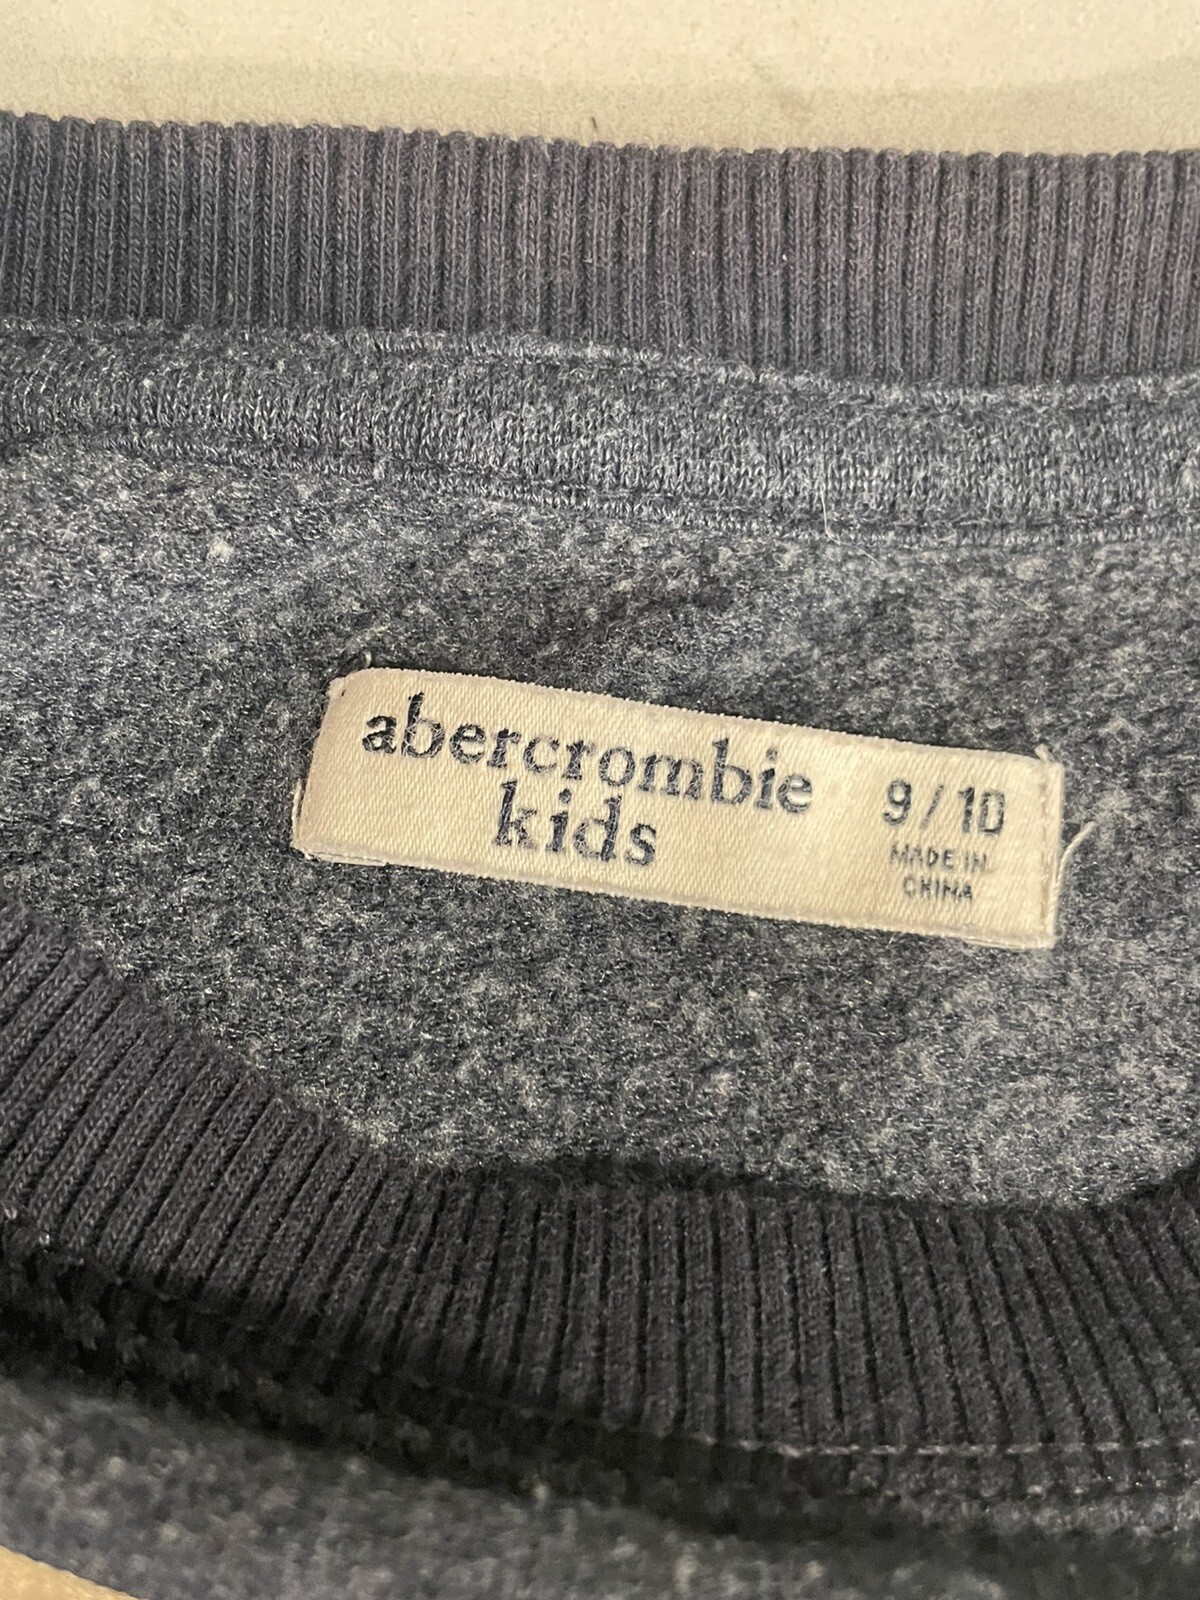 abercrombie
kids
9/10
MADE IN
CHINA